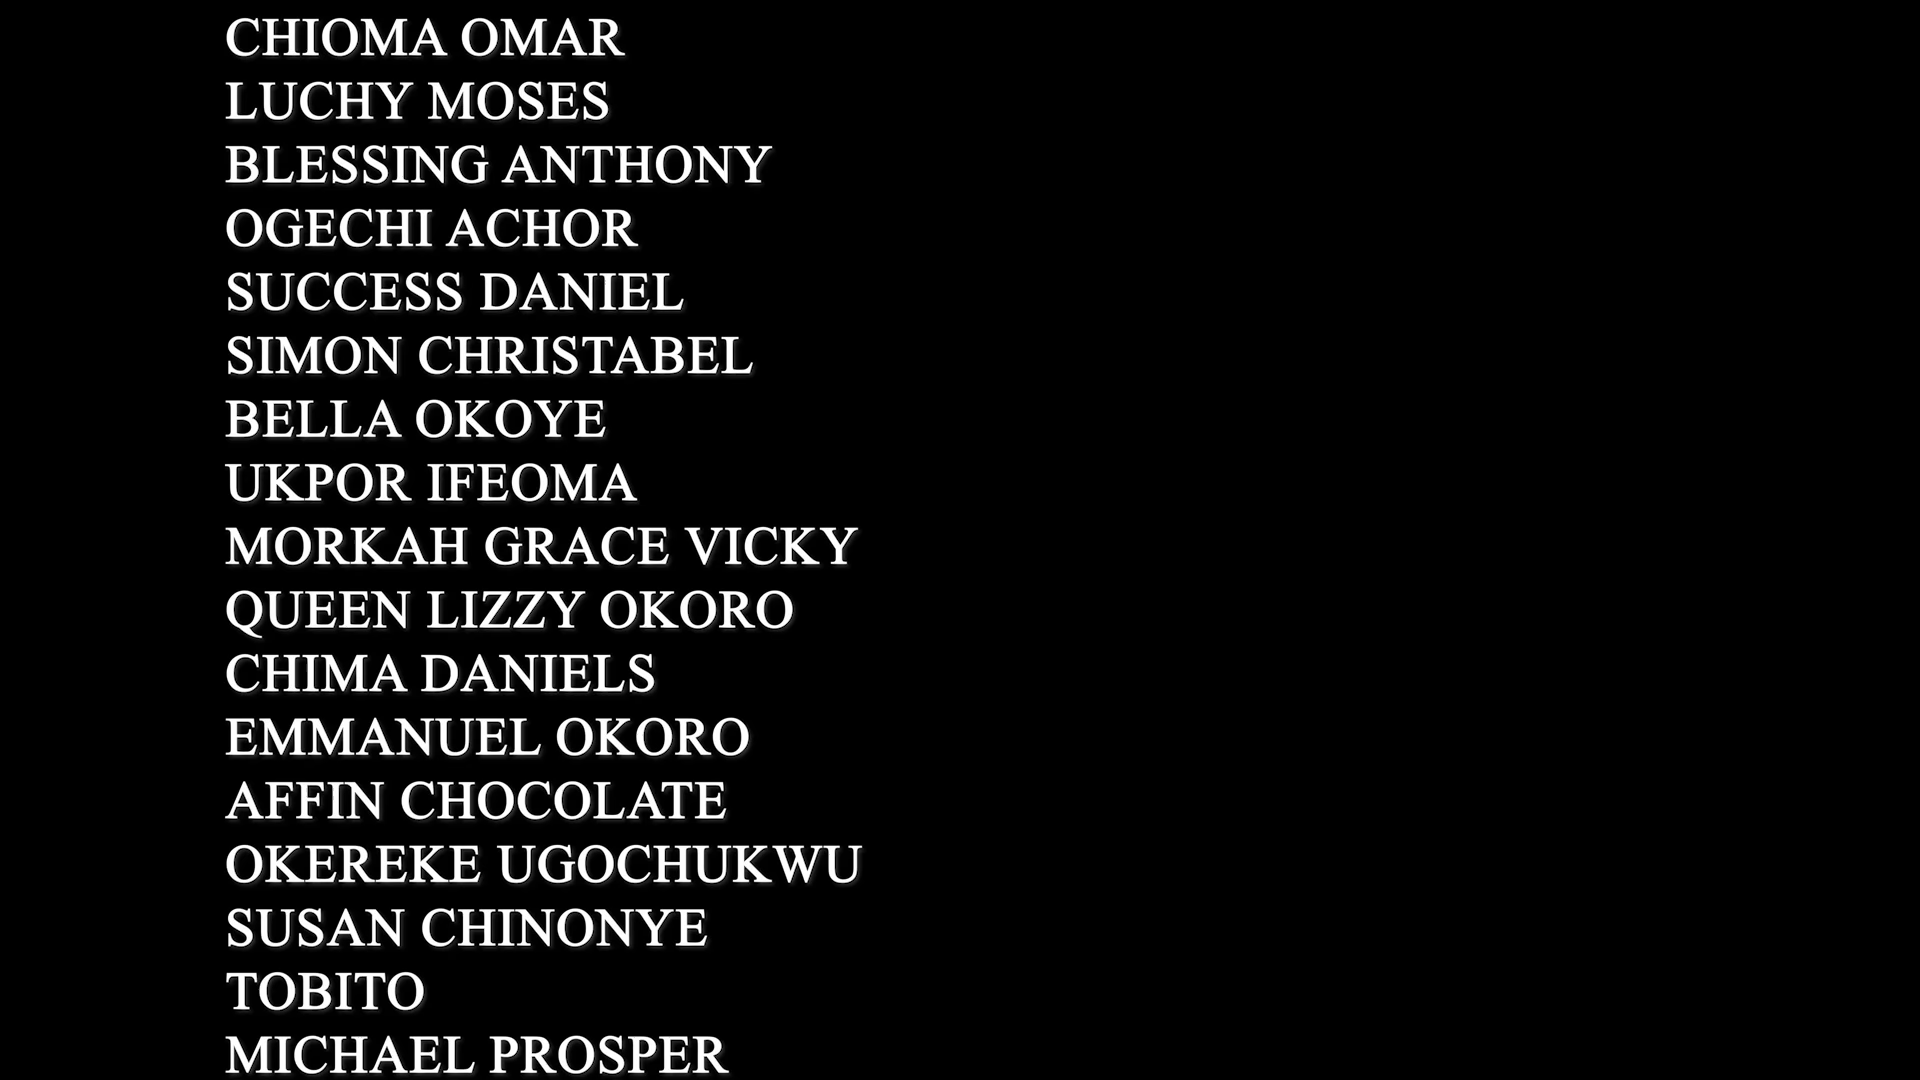 CHIOMA OMAR
LUCHY MOSES
BLESSING ANTHONY
OGECHI ACHOR
SUCCESS DANIEL
SIMON CHRISTABEL
BELLA OKOYE
UKPOR IFEOMA
MORKAH GRACE VICKY
QUEEN LIZZY OKORO
CHIMA DANIELS
EMMANUEL OKORO
AFFIN CHOCOLATE
OKEREKE UGOCHUKWU
SUSAN CHINONYE
TOBITO
MICHAEL PROSPER